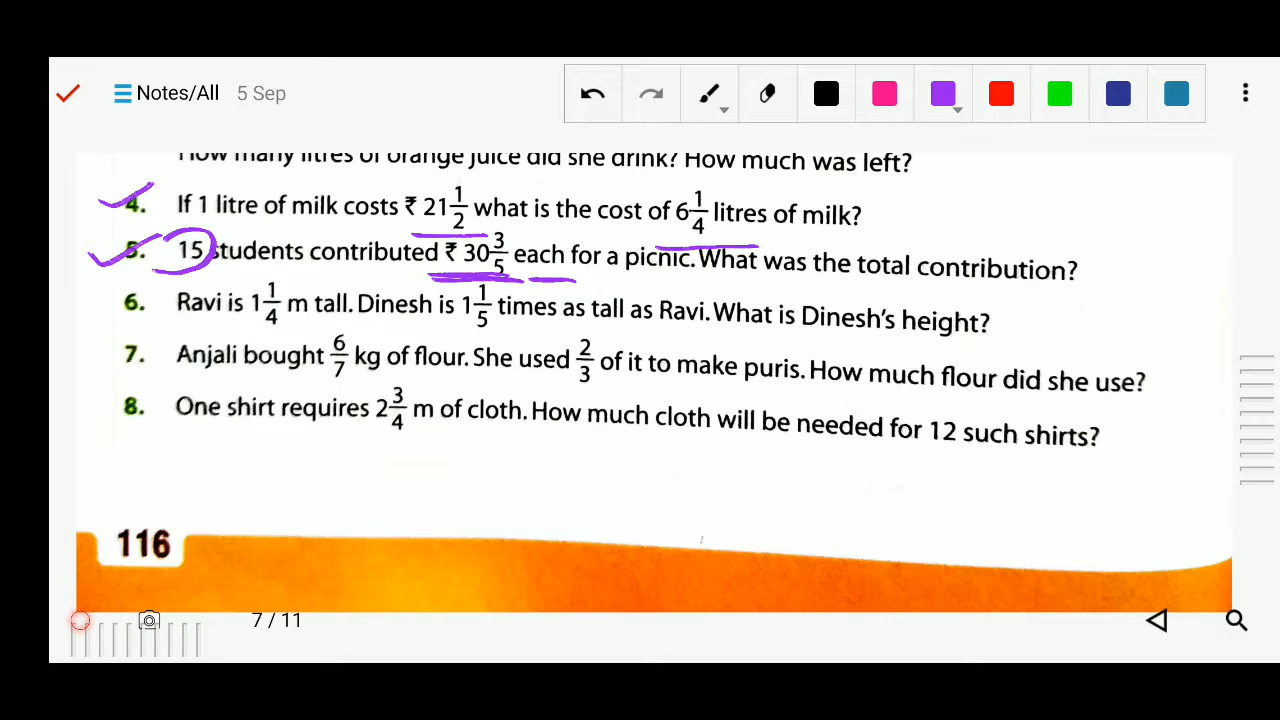 Notes/All 5 Sep
How many litres of orange juice did she drink? How much was left?
4. If 1 litre of milk costs ₹ 21 1/2 what is the cost of 6 1/4 litres of milk?
5. 15 students contributed ₹ 30 3/5 each for a picnic. What was the total contribution?
6. Ravi is 1 1/4 m tall. Dinesh is 1 1/5 times as tall as Ravi. What is Dinesh's height?
7. Anjali bought 6/7 kg of flour. She used 2/3 of it to make puris. How much flour did she use?
8. One shirt requires 2 3/4 m of cloth. How much cloth will be needed for 12 such shirts?
116
7 / 11